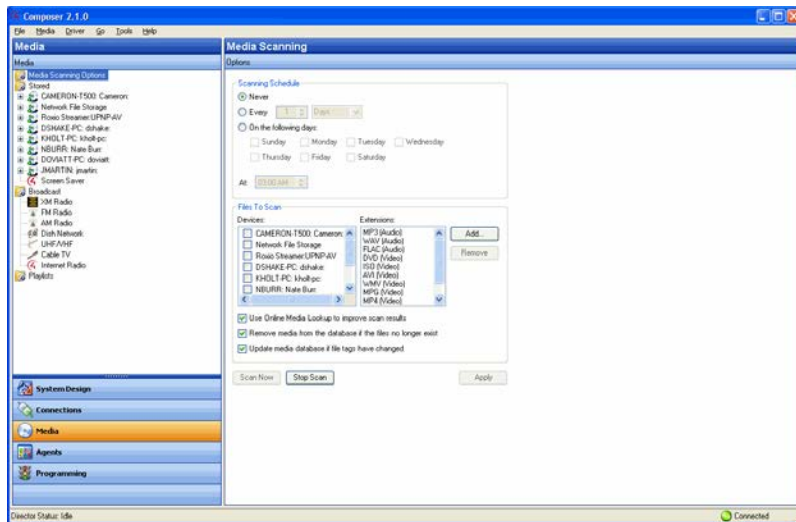 Composer 2.1.0
File Media Driver Go Tools Help
Media
Media
Media Scanning Options
Stored
CAMERON-T500: Cameron:
Network File Storage
Roxio Streamer:UPNP-AV
DSHAKE-PC: dshake:
KHOLT-PC: kholt-pc:
NBURR: Nate Burr:
DOVIATT-PC: doviatt:
JMARTIN: jmartin:
Screen Saver
Broadcast
XM Radio
FM Radio
AM Radio
Dish Network
UHF/VHF
Cable TV
Internet Radio
Playlists
System Design
Connections
Media
Agents
Programming
Media Scanning
Options
Scanning Schedule
Never
Every 1 Days
On the following days:
Sunday Monday Tuesday Wednesday
Thursday Friday Saturday
At: 03:00 AM
Files To Scan
Devices:
CAMERON-T500: Cameron:
Network File Storage
Roxio Streamer:UPNP-AV
DSHAKE-PC: dshake:
KHOLT-PC: kholt-pc:
NBURR: Nate Burr:
Extensions:
MP3 (Audio)
WAV (Audio)
FLAC (Audio)
DVD (Video)
ISO (Video)
AVI (Video)
WMV (Video)
MPG (Video)
MP4 (Video)
Add...
Remove
Use Online Media Lookup to improve scan results
Remove media from the database if the files no longer exist
Update media database if file tags have changed
Scan Now Stop Scan Apply
Director Status: Idle
Connected